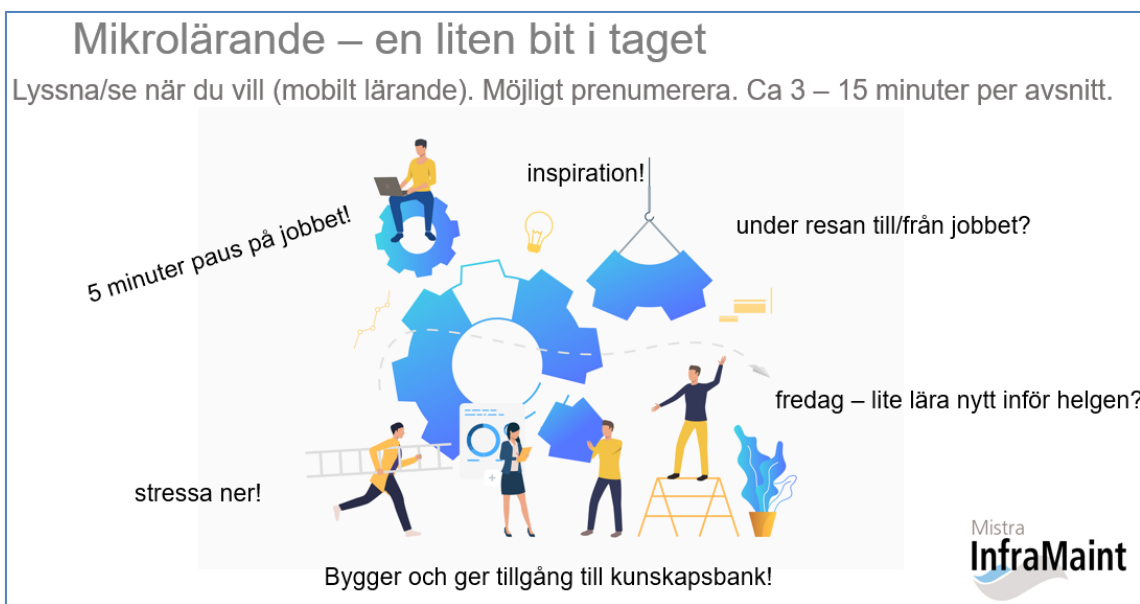 Mikrolärande – en liten bit i taget
Lyssna/se när du vill (mobilt lärande). Möjligt prenumerera. Ca 3 – 15 minuter per avsnitt.
inspiration!
5 minuter paus på jobbet!
under resan till/från jobbet?
fredag – lite lära nytt inför helgen?
stressa ner!
Bygger och ger tillgång till kunskapsbank!
Mistra
InfraMaint